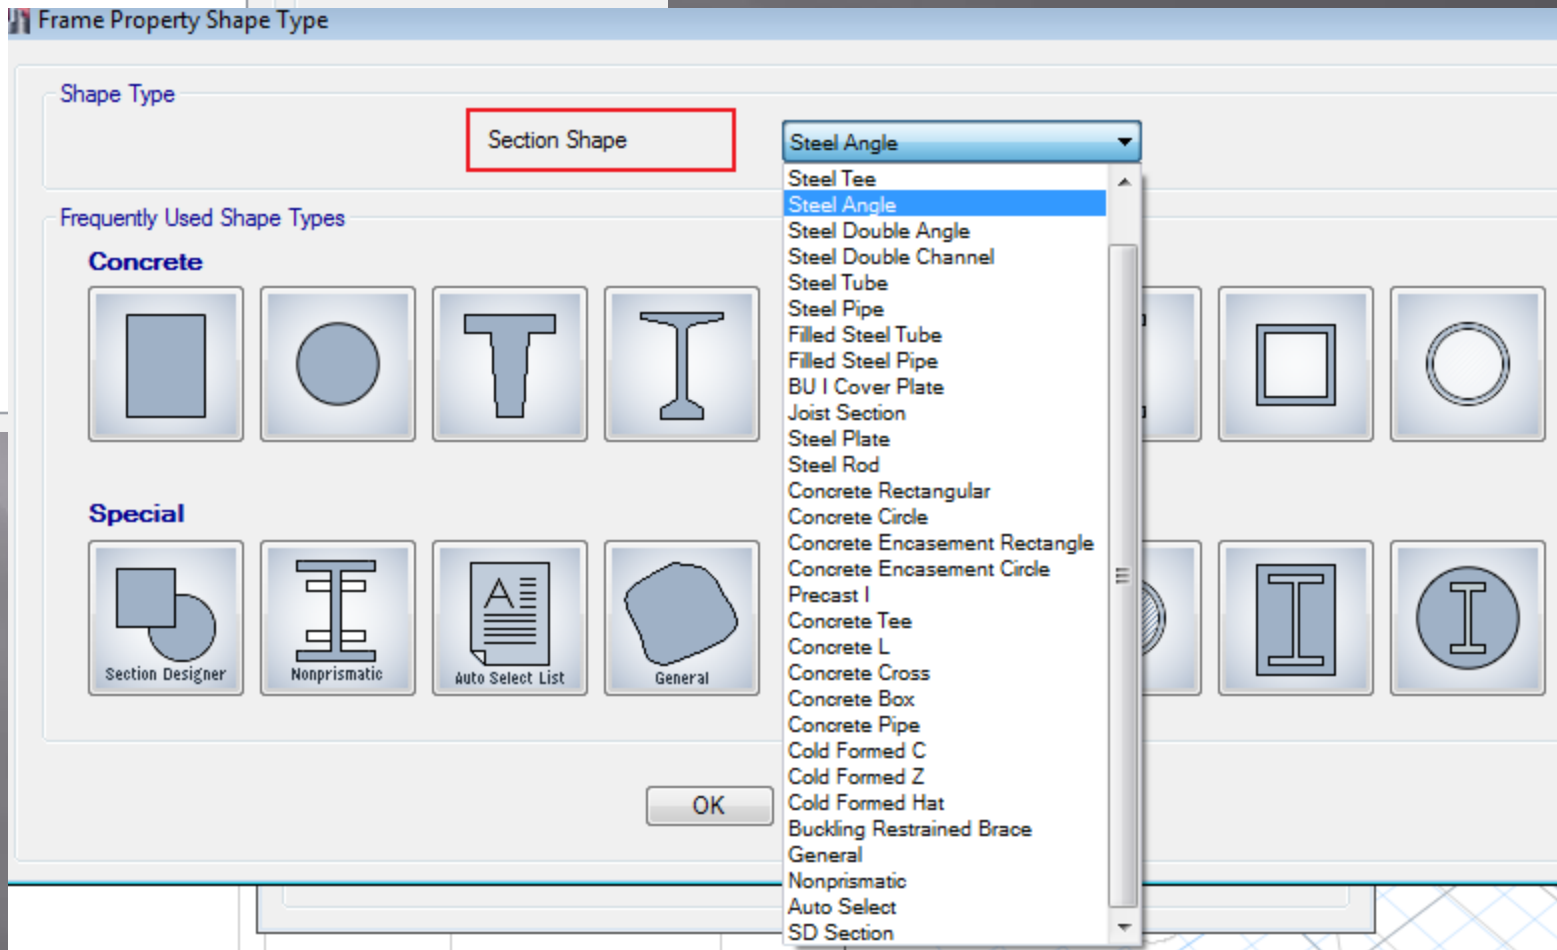 Frame Property Shape Type
Shape Type
Section Shape
Steel Angle
Steel Tee
Steel Angle
Steel Double Angle
Steel Double Channel
Steel Tube
Steel Pipe
Filled Steel Tube
Filled Steel Pipe
BU I Cover Plate
Joist Section
Steel Plate
Steel Rod
Concrete Rectangular
Concrete Circle
Concrete Encasement Rectangle
Concrete Encasement Circle
Precast I
Concrete Tee
Concrete L
Concrete Cross
Concrete Box
Concrete Pipe
Cold Formed C
Cold Formed Z
Cold Formed Hat
Buckling Restrained Brace
General
Nonprismatic
Auto Select
SD Section
Frequently Used Shape Types
Concrete
Special
Section Designer
Nonprismatic
A
Auto Select List
General
OK